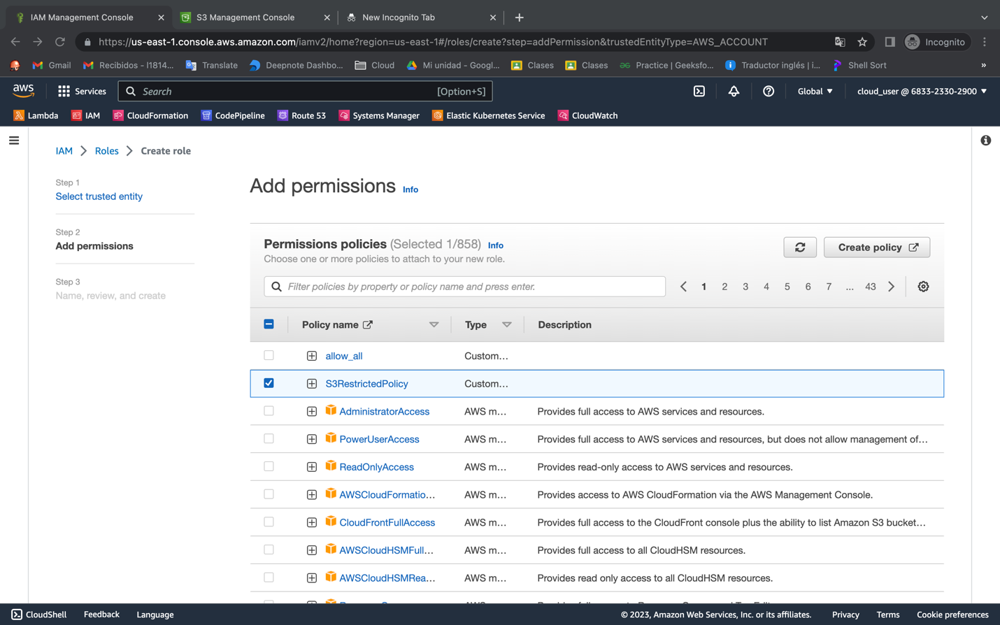 IAM Management Console
S3 Management Console
New Incognito Tab
https://us-east-1.console.aws.amazon.com/iamv2/home?region=us-east-1#/roles/create?step=addPermission&trustedEntityType=AWS_ACCOUNT
Incognito
Gmail
Recibidos - l1814...
Translate
Deepnote Dashbo...
Cloud
Mi unidad - Googl...
Clases
Clases
Practice | Geeksfo...
Traductor inglés | i...
Shell Sort
»
aws
Services
Search
[Option+S]
Global
cloud_user @ 6833-2330-2900
Lambda
IAM
CloudFormation
CodePipeline
Route 53
Systems Manager
Elastic Kubernetes Service
CloudWatch
IAM > Roles > Create role
Step 1
Select trusted entity
Step 2
Add permissions
Step 3
Name, review, and create
Add permissions Info
Permissions policies (Selected 1/858) Info
Choose one or more policies to attach to your new role.
Create policy
Filter policies by property or policy name and press enter.
1 2 3 4 5 6 7 ... 43
Policy name Type Description
allow_all Custom...
S3RestrictedPolicy Custom...
AdministratorAccess AWS m... Provides full access to AWS services and resources.
PowerUserAccess AWS m... Provides full access to AWS services and resources, but does not allow management of...
ReadOnlyAccess AWS m... Provides read-only access to AWS services and resources.
AWSCloudFormatio... AWS m... Provides access to AWS CloudFormation via the AWS Management Console.
CloudFrontFullAccess AWS m... Provides full access to the CloudFront console plus the ability to list Amazon S3 bucket...
AWSCloudHSMFull... AWS m... Provides full access to all CloudHSM resources.
AWSCloudHSMRea... AWS m... Provides read only access to all CloudHSM resources.
CloudShell
Feedback
Language
© 2023, Amazon Web Services, Inc. or its affiliates.
Privacy
Terms
Cookie preferences